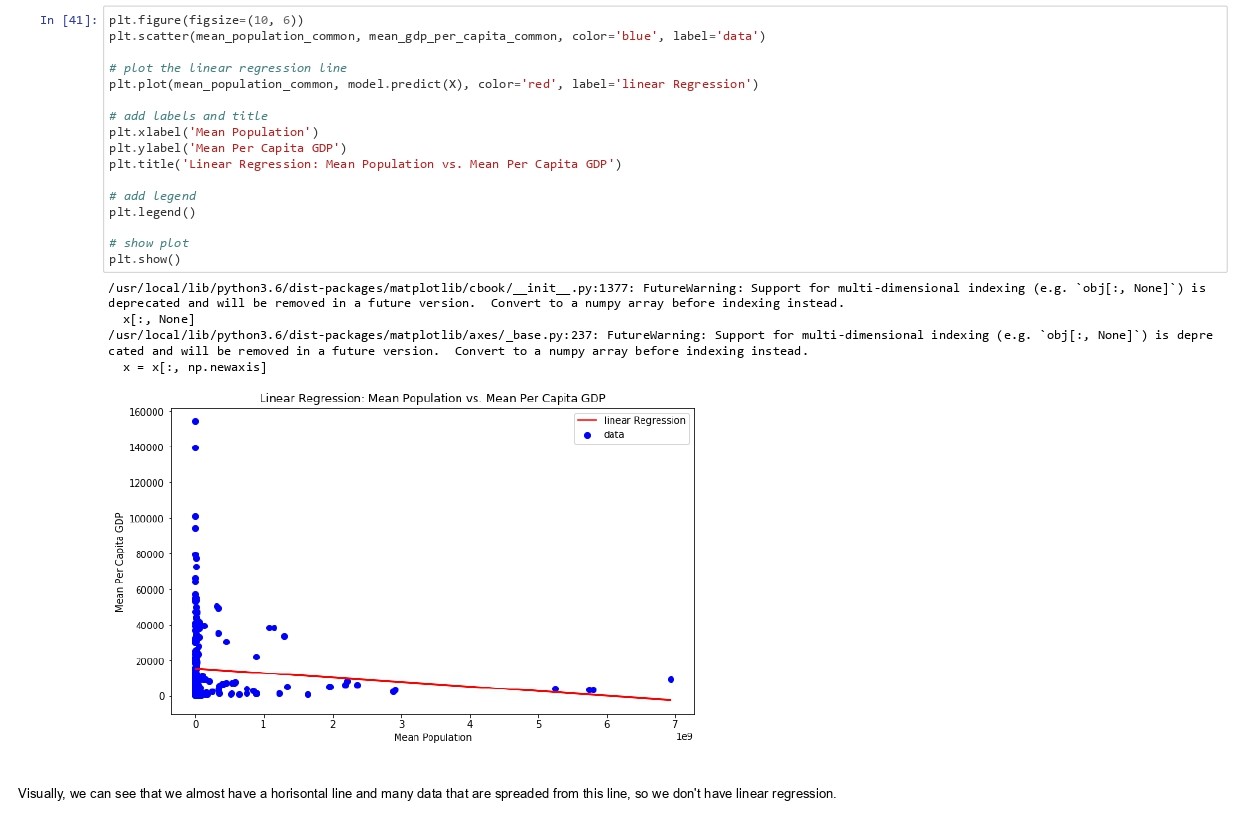 In [41]: plt.figure(figsize=(10, 6))
plt.scatter(mean_population_common, mean_gdp_per_capita_common, color='blue', label='data')
# plot the linear regression line
plt.plot(mean_population_common, model.predict(X), color='red', label='linear Regression')
# add labels and title
plt.xlabel('Mean Population')
plt.ylabel('Mean Per Capita GDP')
plt.title('Linear Regression: Mean Population vs. Mean Per Capita GDP')
# add legend
plt.legend()
# show plot
plt.show()
/usr/local/lib/python3.6/dist-packages/matplotlib/cbook/__init__.py:1377: FutureWarning: Support for multi-dimensional indexing (e.g. `obj[:, None]`) is
deprecated and will be removed in a future version.  Convert to a numpy array before indexing instead.
x[:, None]
/usr/local/lib/python3.6/dist-packages/matplotlib/axes/_base.py:237: FutureWarning: Support for multi-dimensional indexing (e.g. `obj[:, None]`) is depre
cated and will be removed in a future version.  Convert to a numpy array before indexing instead.
x = x[:, np.newaxis]
Linear Regression: Mean Population vs. Mean Per Capita GDP
linear Regression
data
Mean Per Capita GDP
160000
140000
120000
100000
80000
60000
40000
20000
0
0 1 2 3 4 5 6 7
Mean Population
1e9
Visually, we can see that we almost have a horisontal line and many data that are spreaded from this line, so we don't have linear regression.